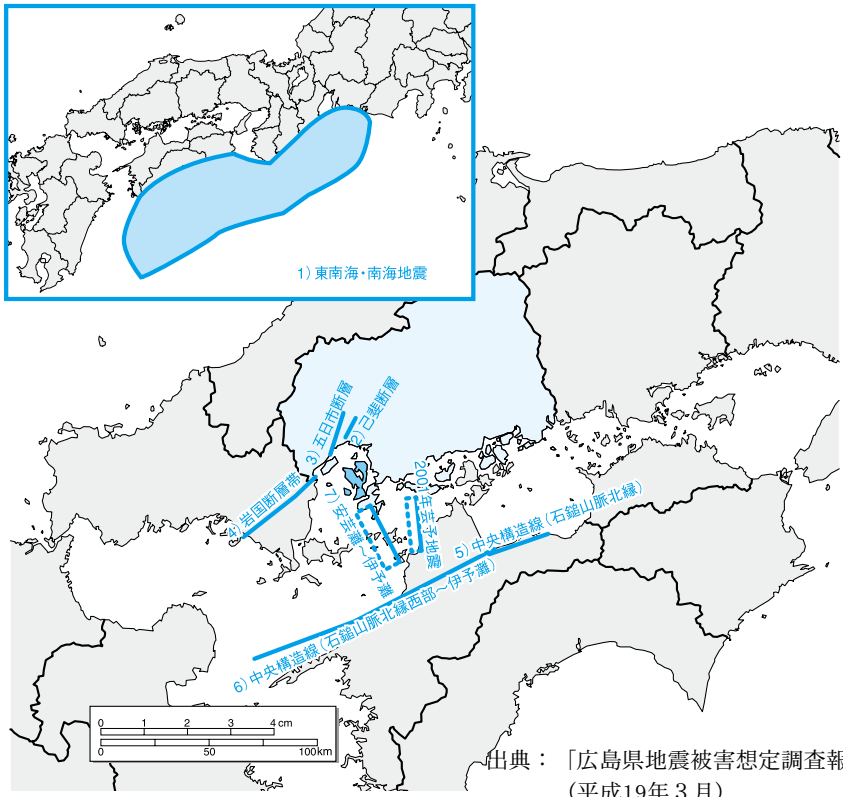 1）東南海・南海地震
2）己斐断層
3）五日市断層
4）岩国断層帯
2001年芸予地震
7）安芸灘～伊予灘
5）中央構造線（石鎚山脈北縁）
6）中央構造線（石鎚山脈北縁西部～伊予灘）
0 1 2 3 4 cm
0 50 100km
出典：「広島県地震被害想定調査報
（平成19年３月）